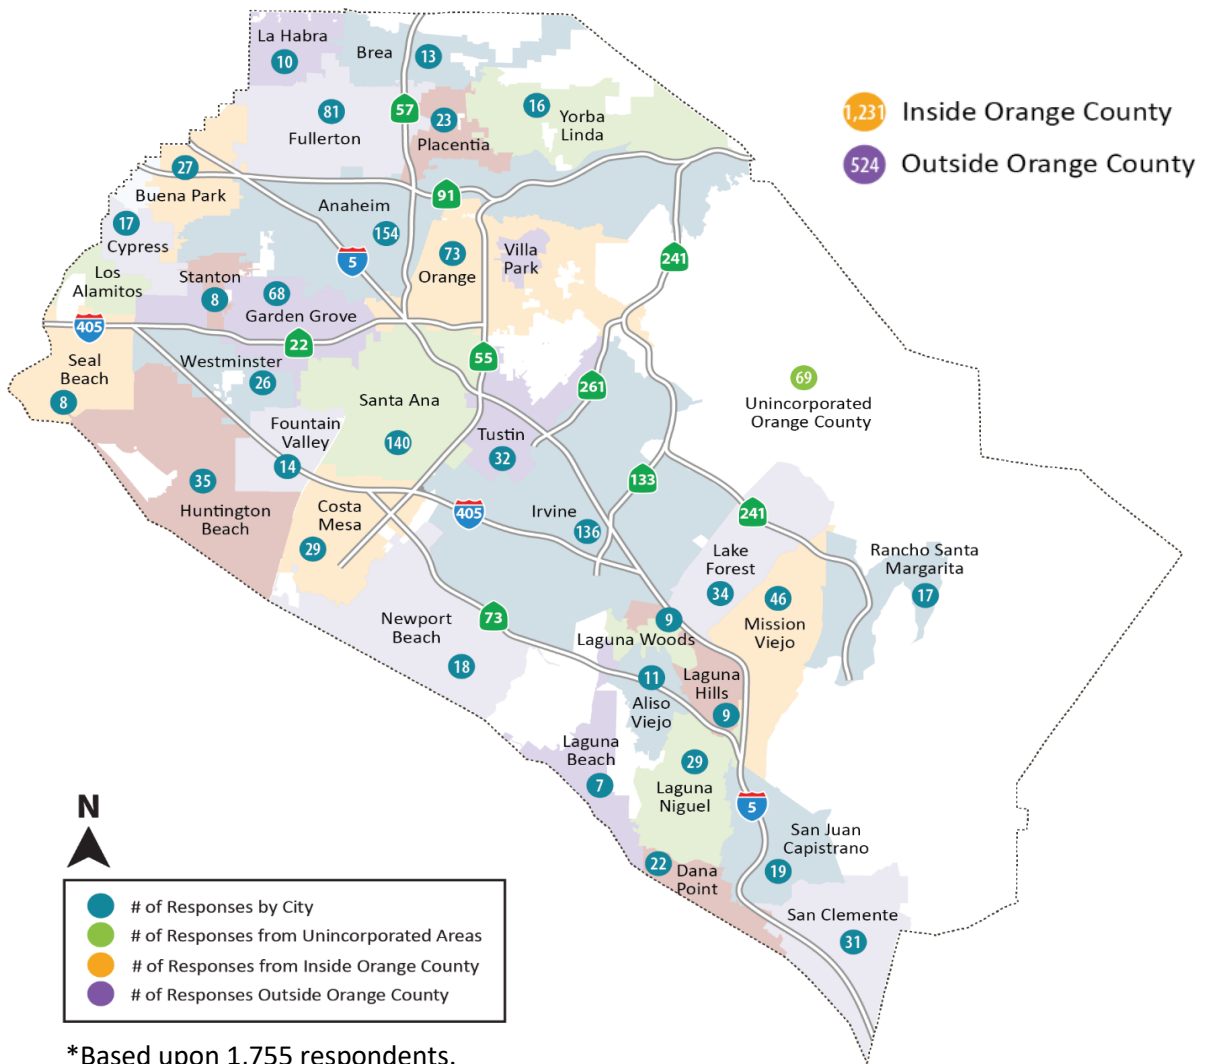 La Habra
10
Brea
13
81
Fullerton
57
23
Placentia
16
Yorba
Linda
1,231 Inside Orange County
524 Outside Orange County
27
Buena Park
91
17
Cypress
Anaheim
154
5
73
Orange
Villa
Park
241
Los
Alamitos
Stanton
8
68
Garden Grove
405
22
55
Seal
Beach
8
Westminster
26
261
69
Unincorporated
Orange County
Santa Ana
140
Fountain
Valley
14
Tustin
32
133
35
Huntington
Beach
Costa
Mesa
29
405
Irvine
136
241
Lake
Forest
34
46
Mission
Viejo
Rancho Santa
Margarita
17
Newport
Beach
18
73
9
Laguna Woods
11
Aliso
Viejo
Laguna
Hills
9
Laguna
Beach
7
29
Laguna
Niguel
5
San Juan
Capistrano
19
22
Dana
Point
San Clemente
31
N
# of Responses by City
# of Responses from Unincorporated Areas
# of Responses from Inside Orange County
# of Responses Outside Orange County
*Based upon 1,755 respondents.